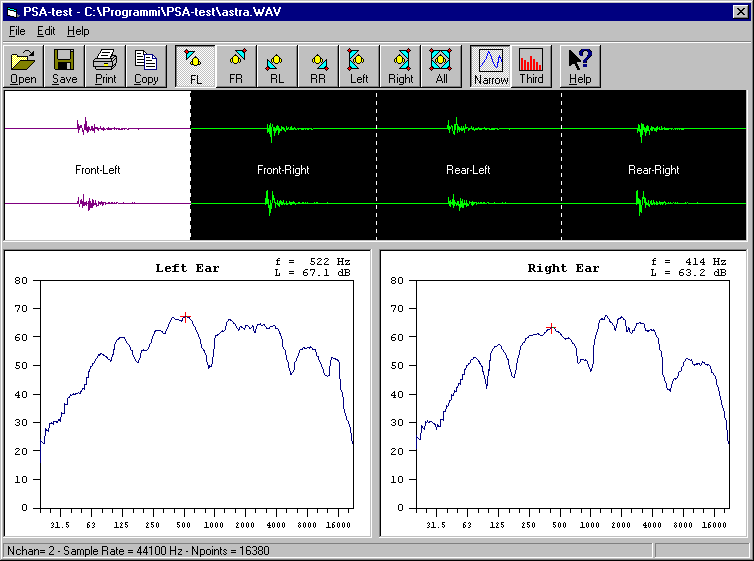 PSA-test - C:\Programmi\PSA-test\astra.WAV
File Edit Help
Open Save Print Copy FL FR RL RR Left Right All Narrow Third Help
Front-Left Front-Right Rear-Left Rear-Right
Left Ear
f = 522 Hz
L = 67.1 dB
80
70
60
50
40
30
20
10
0
31.5 63 125 250 500 1000 2000 4000 8000 16000
Right Ear
f = 414 Hz
L = 63.2 dB
80
70
60
50
40
30
20
10
0
31.5 63 125 250 500 1000 2000 4000 8000 16000
Nchan= 2 - Sample Rate = 44100 Hz - Npoints = 16380